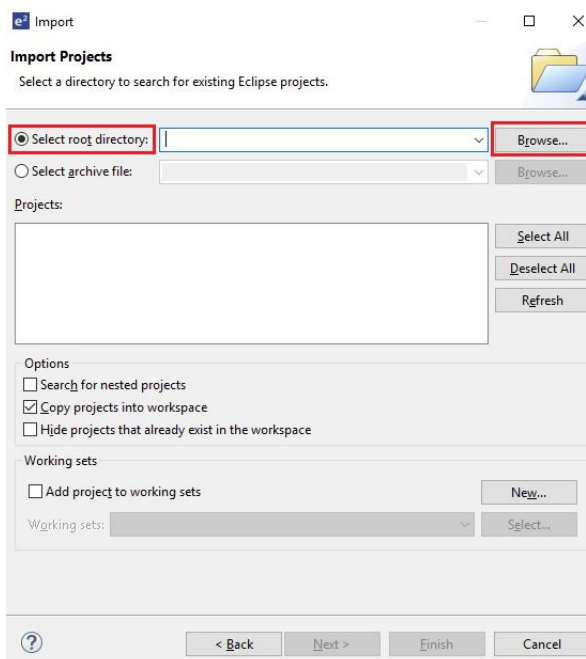 e² Import
Import Projects
Select a directory to search for existing Eclipse projects.
Select root directory:
Browse...
Select archive file:
Browse...
Projects:
Select All
Deselect All
Refresh
Options
Search for nested projects
Copy projects into workspace
Hide projects that already exist in the workspace
Working sets
Add project to working sets
New...
Working sets:
Select...
?
< Back
Next >
Finish
Cancel